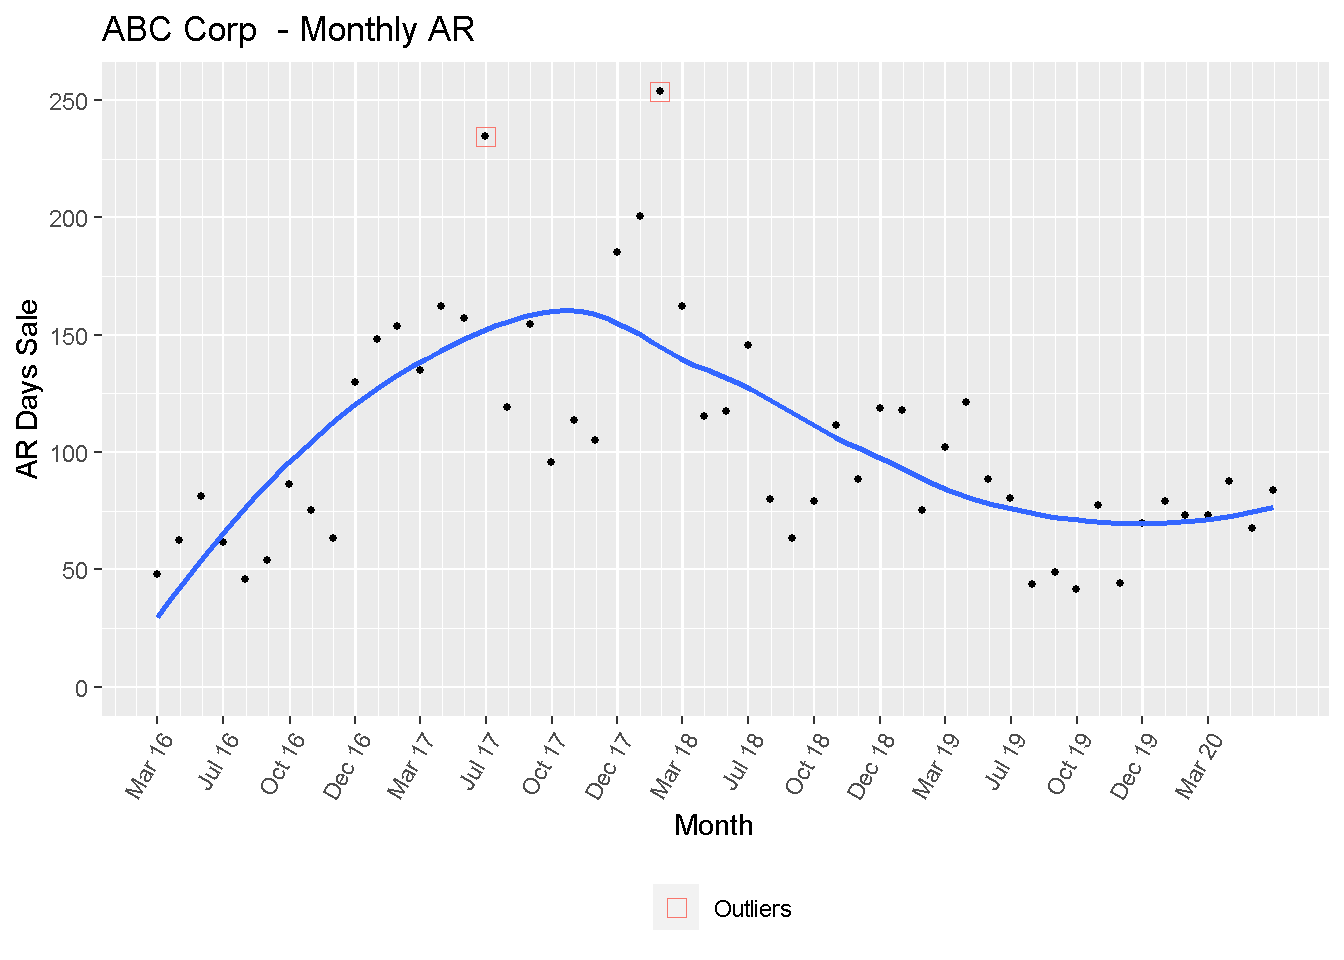 ABC Corp  - Monthly AR
AR Days Sale
250
200
150
100
50
0
Mar 16
Jul 16
Oct 16
Dec 16
Mar 17
Jul 17
Oct 17
Dec 17
Mar 18
Jul 18
Oct 18
Dec 18
Mar 19
Jul 19
Oct 19
Dec 19
Mar 20
Month
Outliers